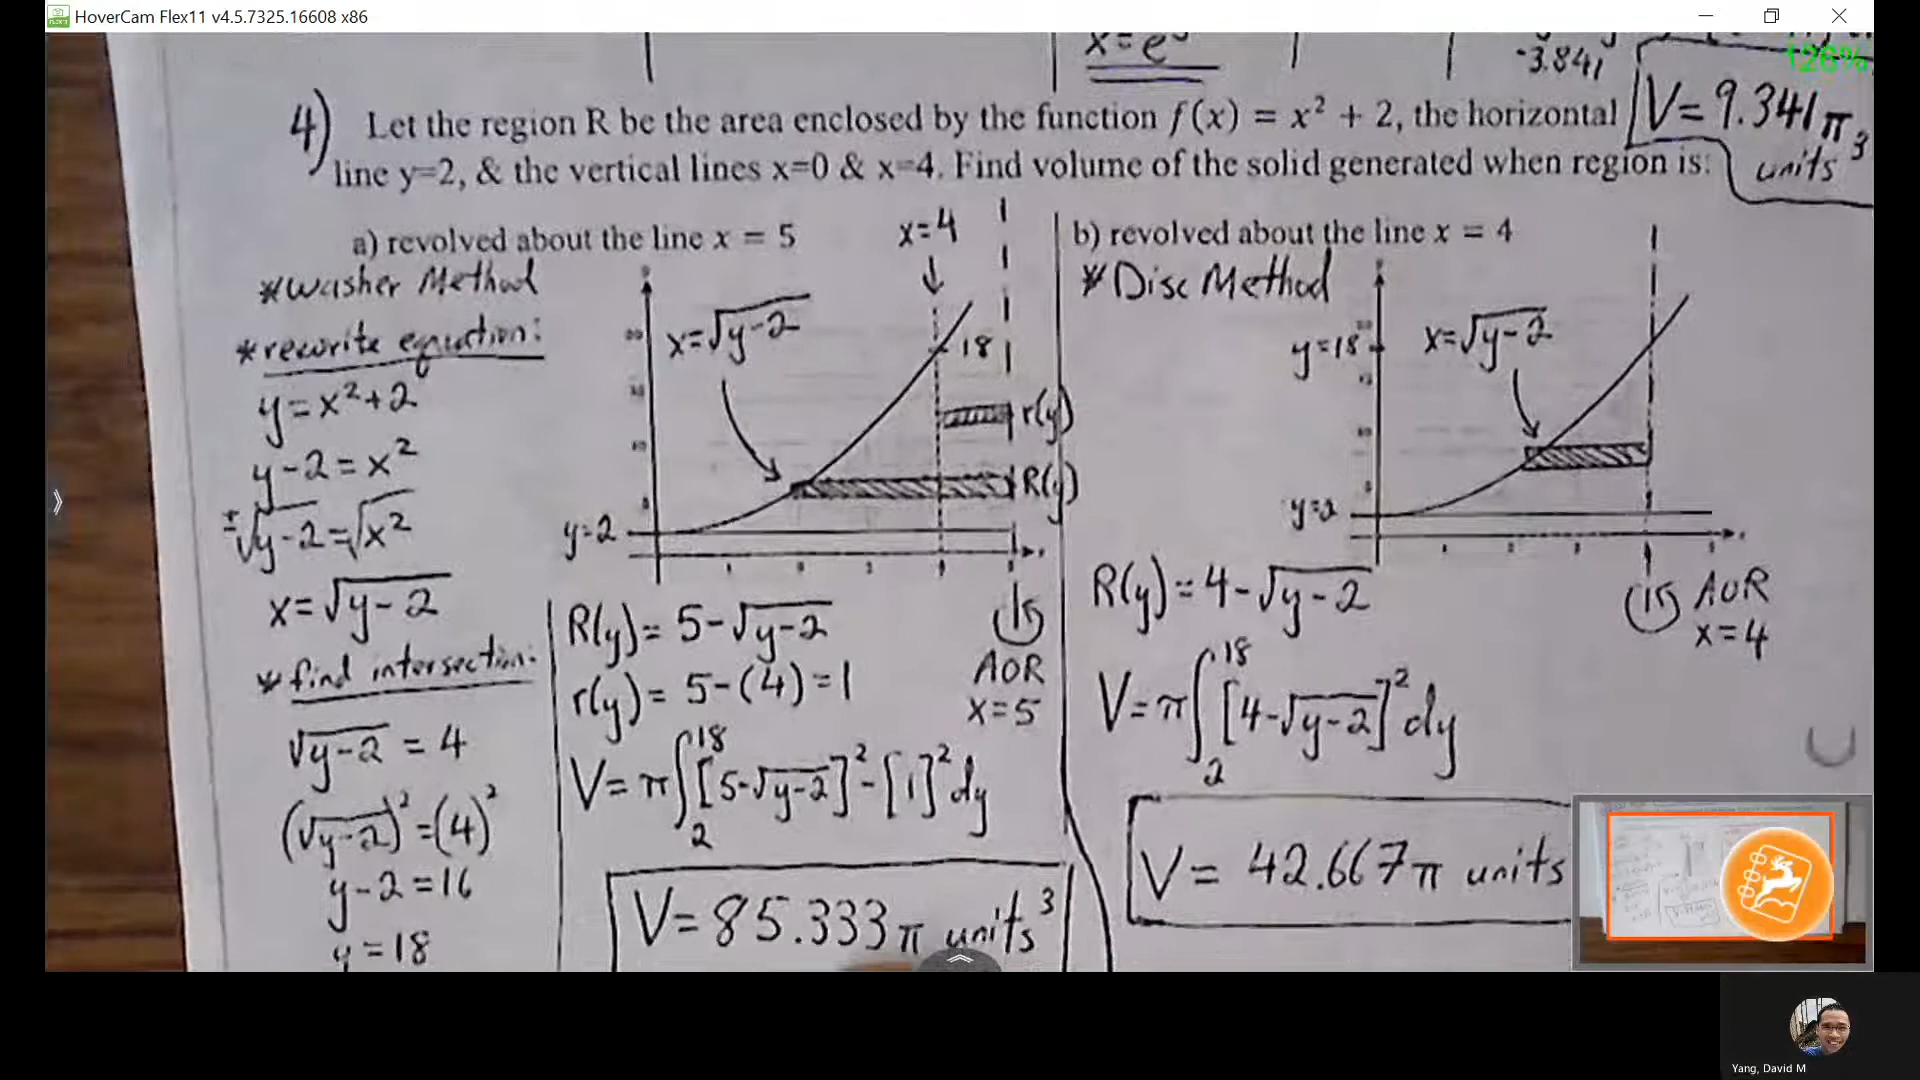 HoverCam Flex11 v4.5.7325.16608 x86
x=e
-3.841
126%
4) Let the region R be the area enclosed by the function f(x) = x² + 2, the horizontal
line y=2, & the vertical lines x=0 & x=4. Find volume of the solid generated when region is:
V= 9.341π
units³
a) revolved about the line x = 5
*Washer Method
*rewrite equation:
y=x²+2
y-2=x²
±√y-2=√x²
x=√y-2
*find intersection:
√y-2 = 4
(√y-2)²=(4)²
y-2=16
y=18
x=4
x=√y-2
18
r(y)
R(y)
y=2
R(y)= 5-√y-2
r(y)= 5-(4)=1
AOR
x=5
V= π∫₂¹⁸[5-√y-2]²-[1]²dy
V=85.333π units³
b) revolved about the line x = 4
*Disc Method
y=18
x=√y-2
y=2
R(y)=4-√y-2
AOR
x=4
V=π∫₂¹⁸[4-√y-2]²dy
V= 42.667π units
Yang, David M